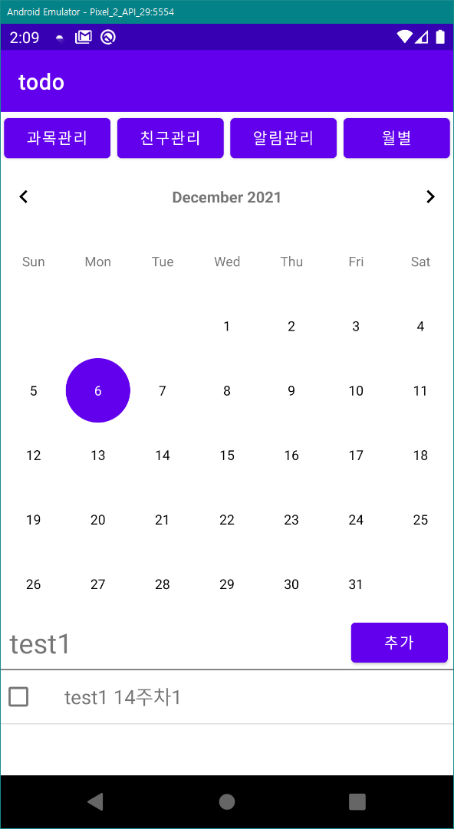 Android Emulator - Pixel_2_API_29:5554
2:09
todo
과목관리 친구관리 알림관리 월별
December 2021
Sun Mon Tue Wed Thu Fri Sat
1 2 3 4
5 6 7 8 9 10 11
12 13 14 15 16 17 18
19 20 21 22 23 24 25
26 27 28 29 30 31
test1 추가
test1 14주차1